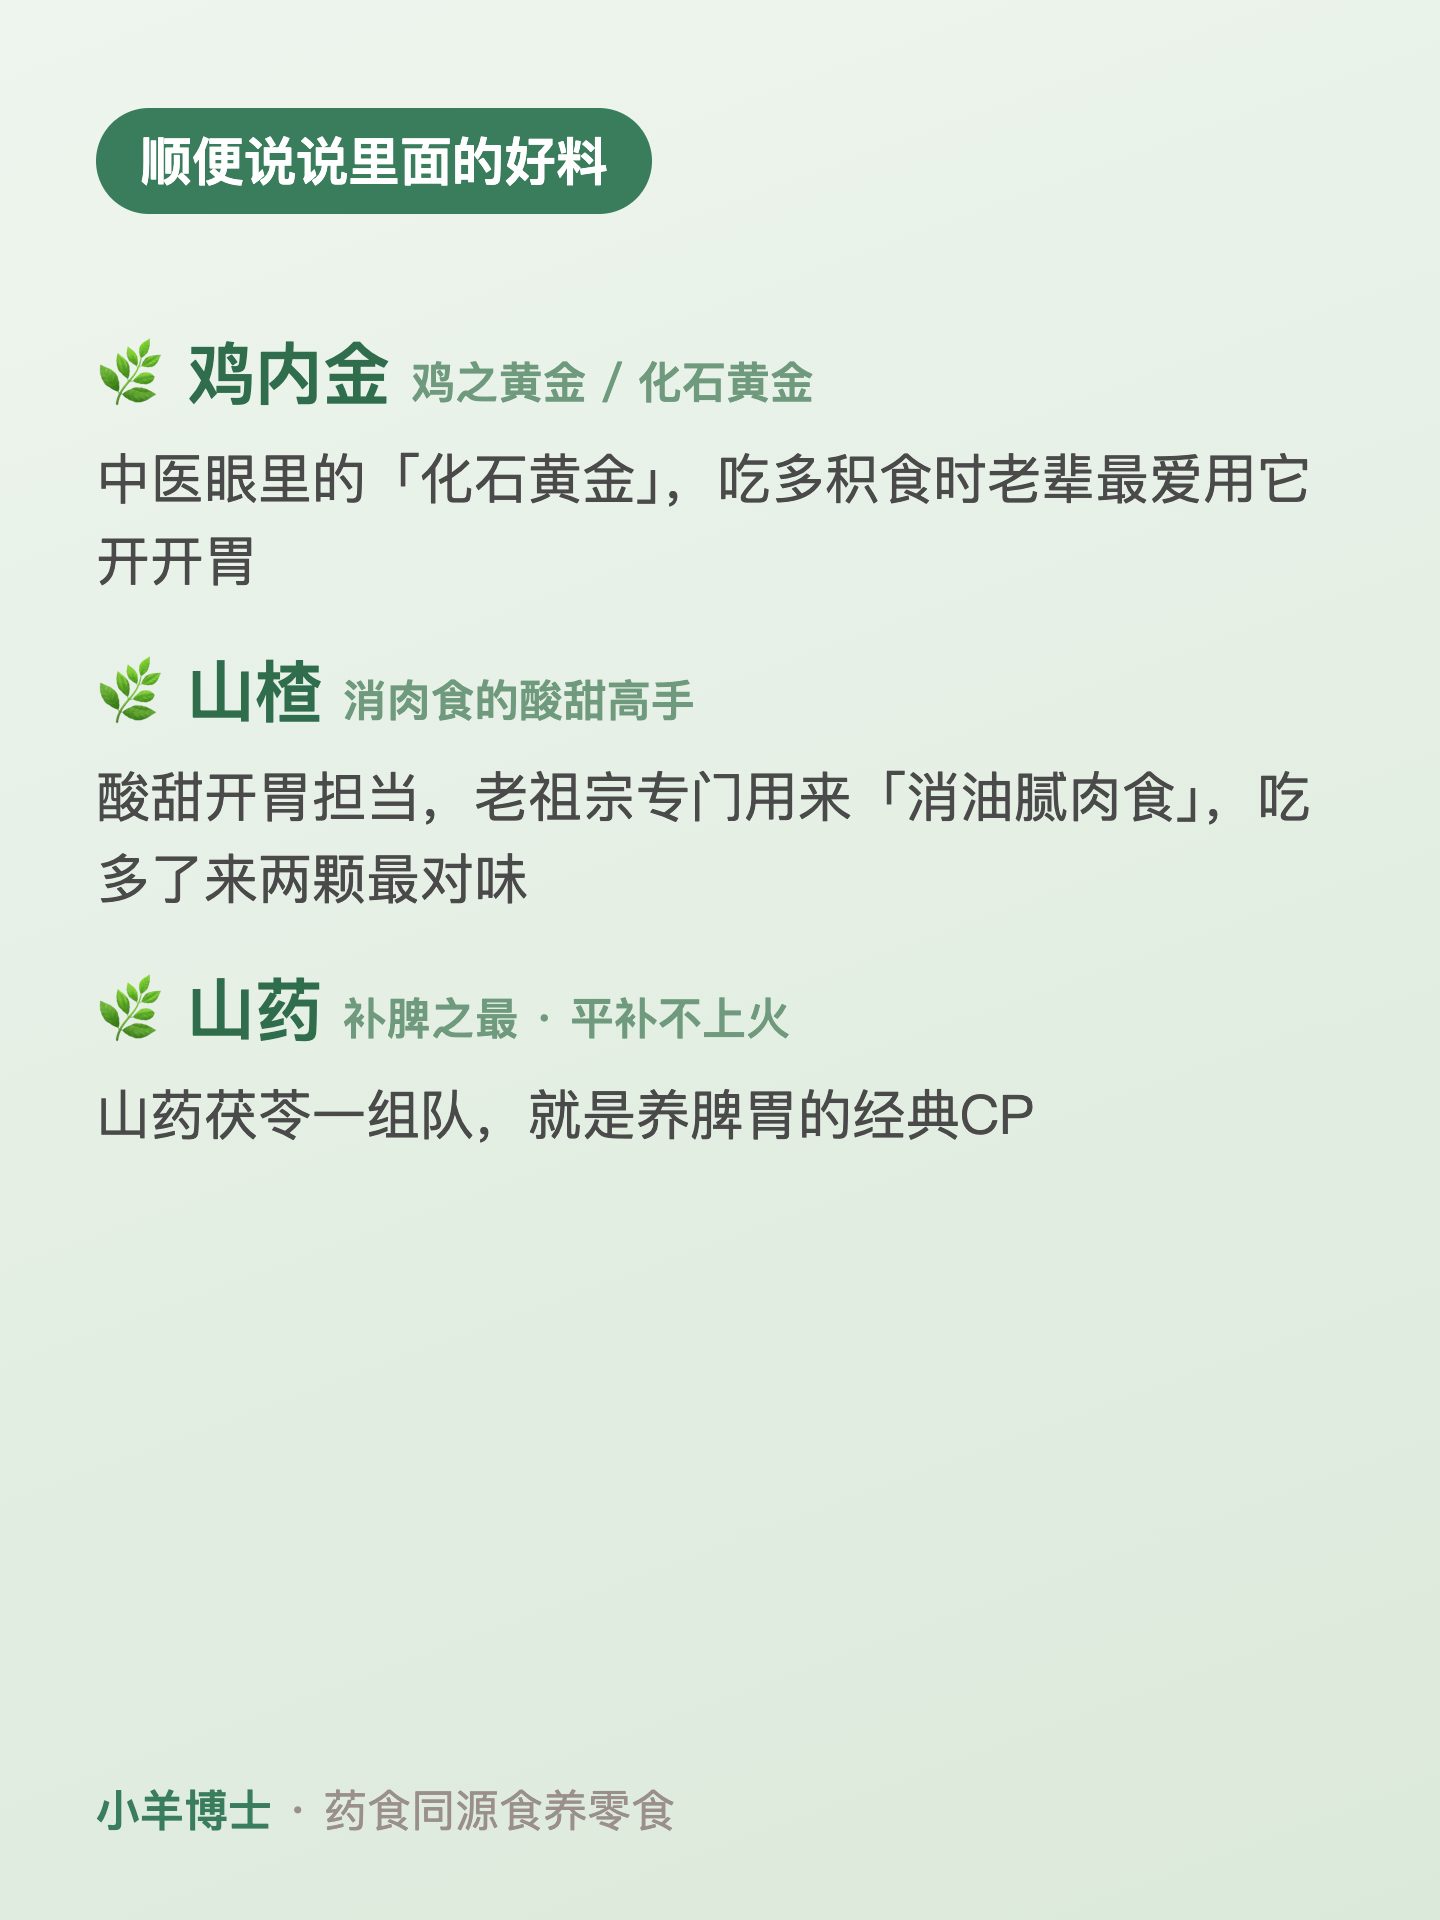 顺便说说里面的好料
🌿 鸡内金 鸡之黄金 / 化石黄金
中医眼里的「化石黄金」，吃多积食时老辈最爱用它
开开胃
🌿 山楂 消肉食的酸甜高手
酸甜开胃担当，老祖宗专门用来「消油腻肉食」，吃
多了来两颗最对味
🌿 山药 补脾之最 · 平补不上火
山药茯苓一组队，就是养脾胃的经典CP
小羊博士 · 药食同源食养零食